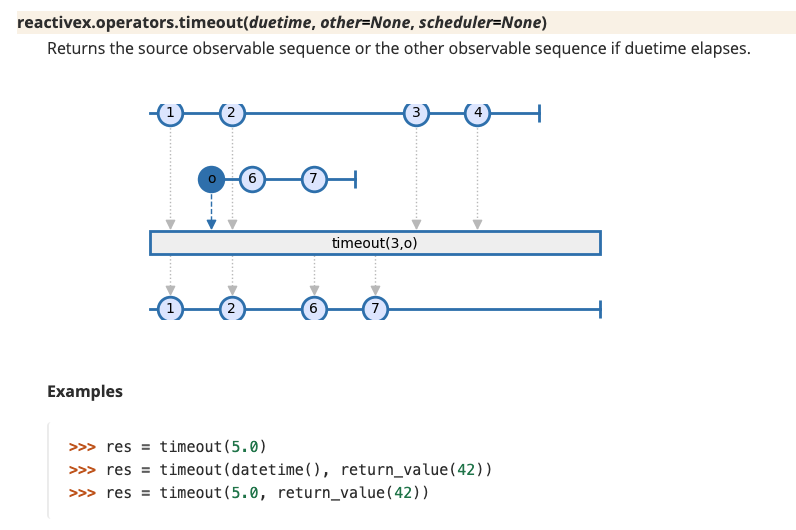 reactivex.operators.timeout(duetime, other=None, scheduler=None)
Returns the source observable sequence or the other observable sequence if duetime elapses.
1 2 3 4
o 6 7
timeout(3,o)
1 2 6 7
Examples
>>> res = timeout(5.0)
>>> res = timeout(datetime(), return_value(42))
>>> res = timeout(5.0, return_value(42))